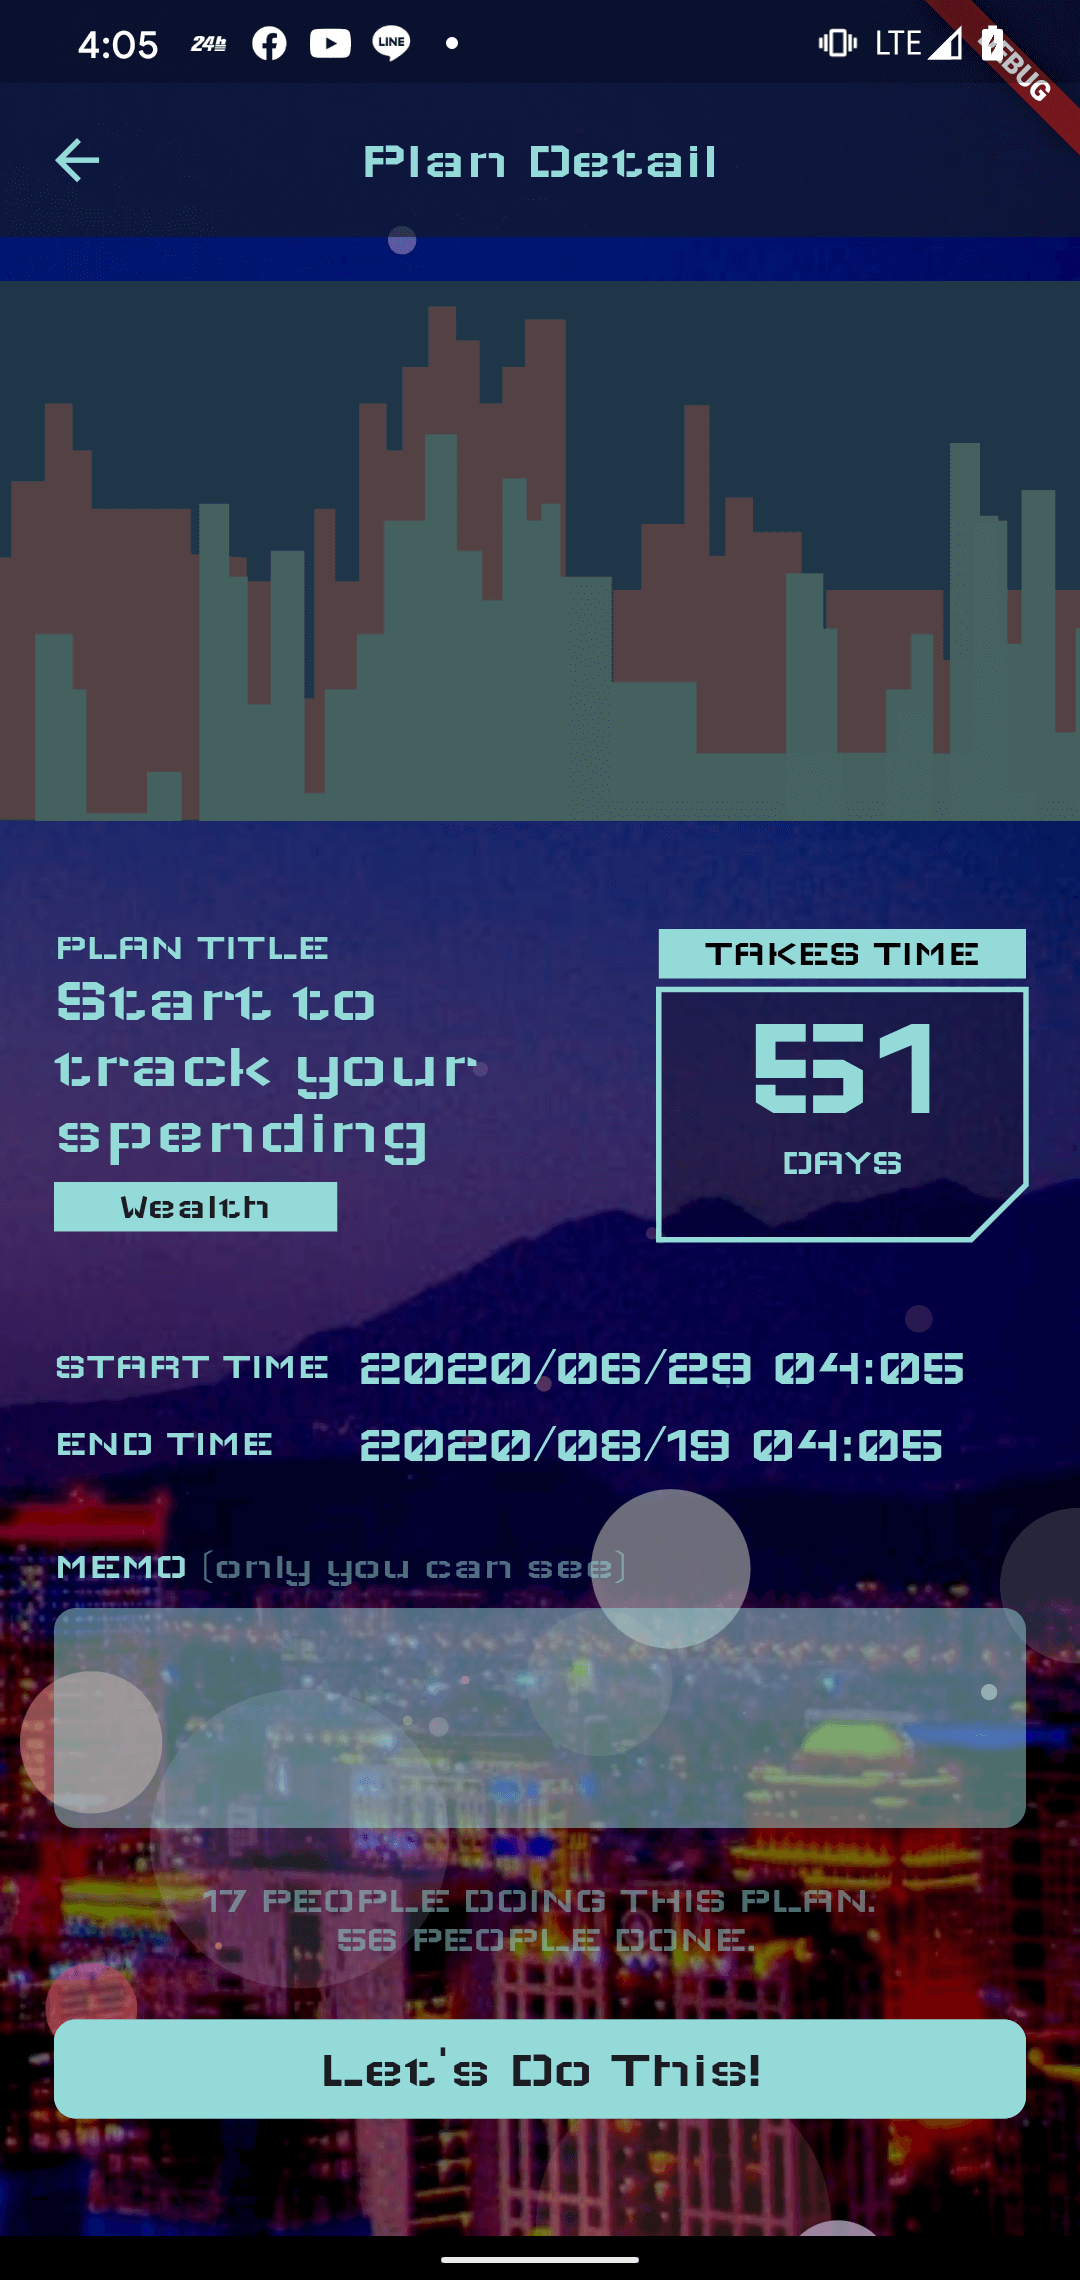 4:05 24h LINE LTE
DEBUG
Plan Detail
PLAN TITLE
Start to
track your
spending
Wealth
TAKES TIME
51
DAYS
START TIME 2020/06/29 04:05
END TIME 2020/08/19 04:05
MEMO (only you can see)
17 PEOPLE DOING THIS PLAN.
56 PEOPLE DONE.
Let's Do This!